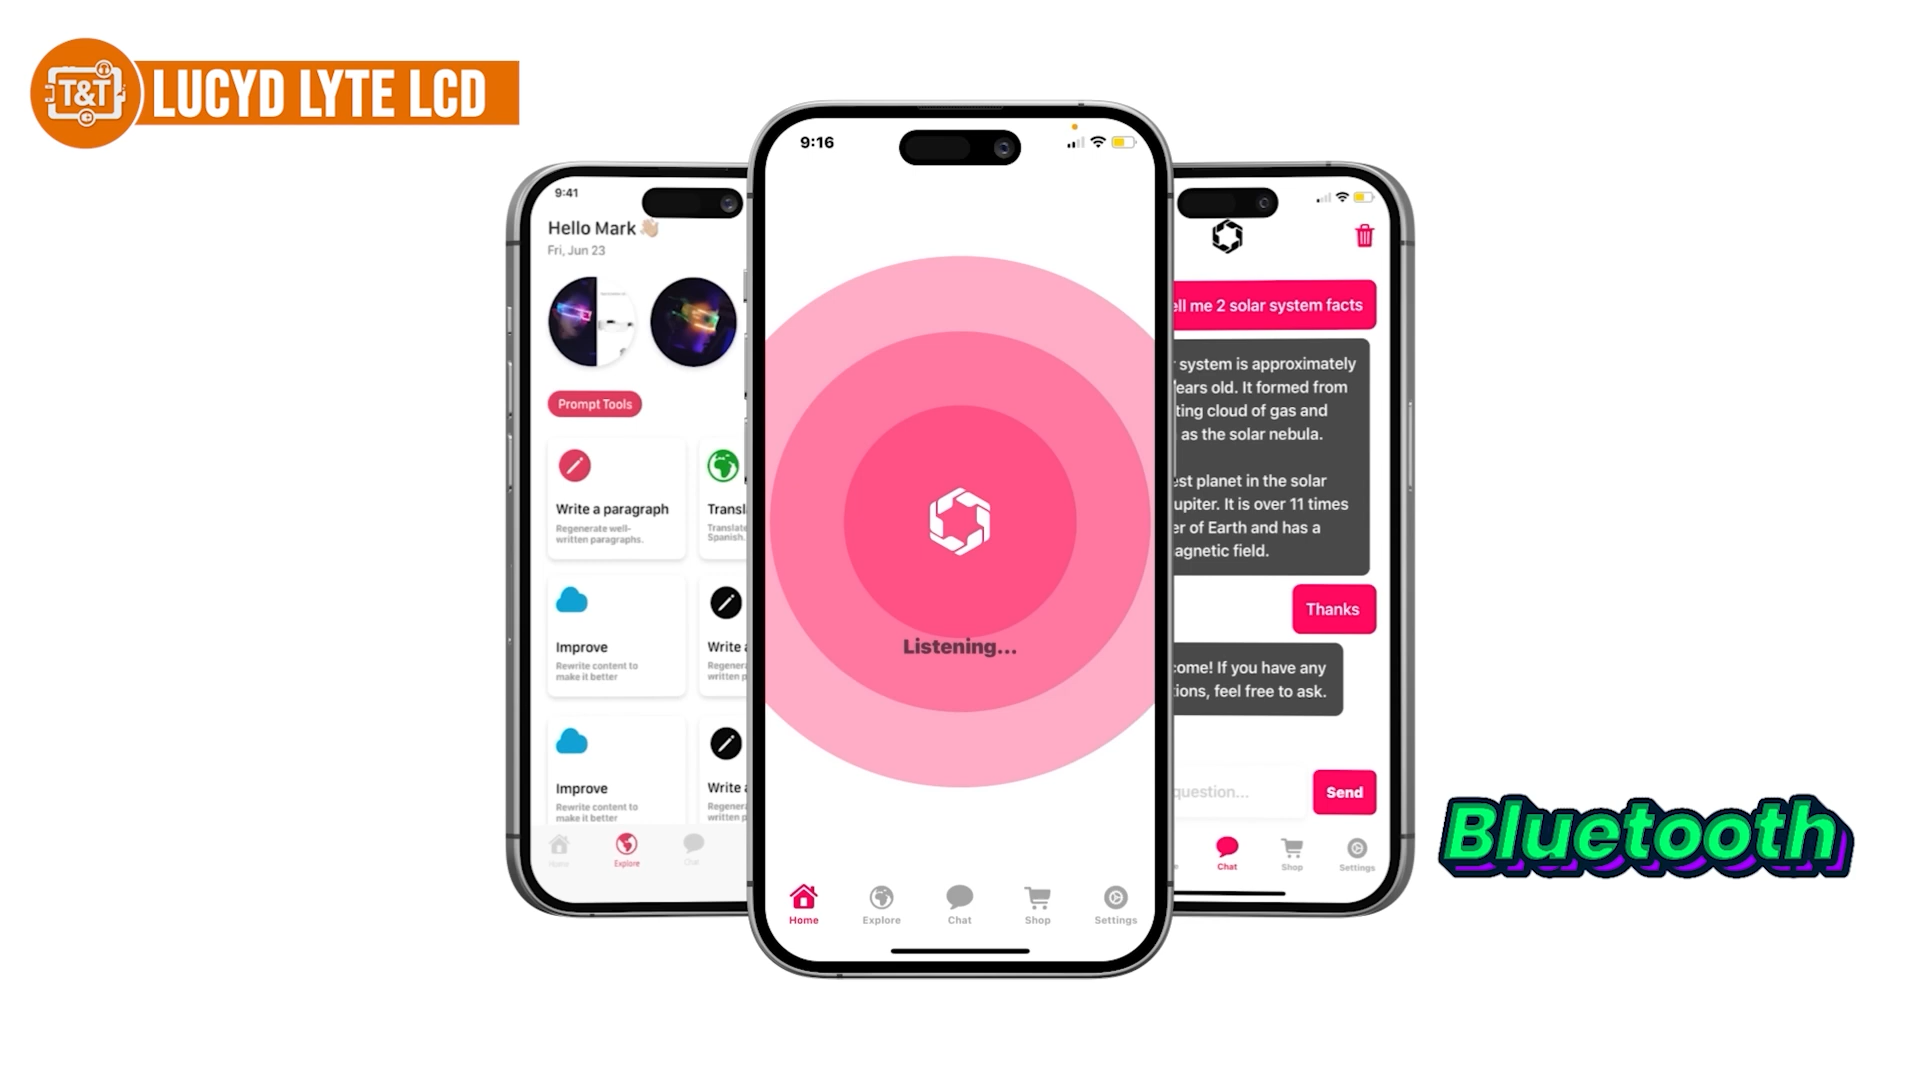 T&T
LUCYD LYTE LCD
9:41
Hello Mark
Fri, Jun 23
Prompt Tools
Write a paragraph
Regenerate well-
written paragraphs.
Improve
Rewrite content to
make it better
Write
written p
Improve
Rewrite content to
make it better
Write
written p
Home
Explore
Chat
9:16
Listening...
Home
Explore
Chat
Shop
Settings
ell me 2 solar system facts
system is approximately
ears old. It formed from
ting cloud of gas and
as the solar nebula.
est planet in the solar
upiter. It is over 11 times
er of Earth and has a
agnetic field.
Thanks
come! If you have any
ions, feel free to ask.
question...
Send
Chat
Shop
Settings
Bluetooth